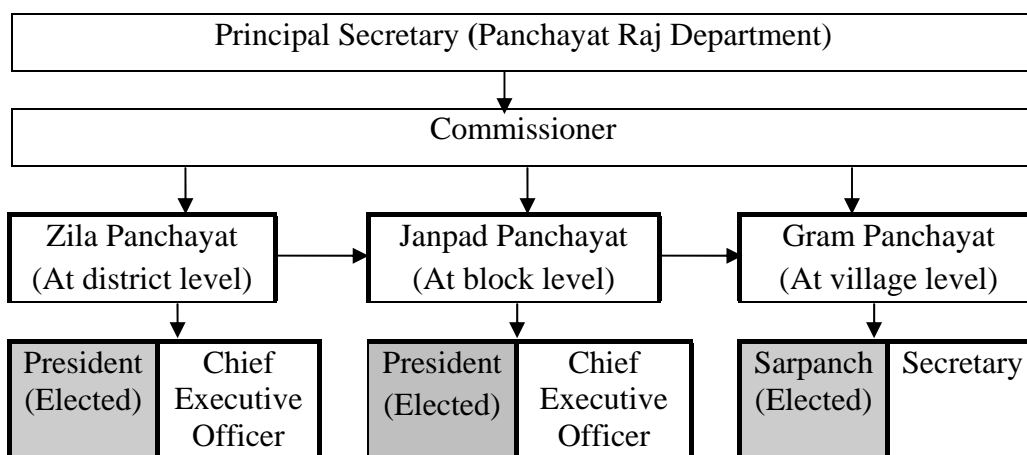 Principal Secretary (Panchayat Raj Department)
Commissioner
Zila Panchayat
(At district level)
Janpad Panchayat
(At block level)
Gram Panchayat
(At village level)
President
(Elected)
Chief
Executive
Officer
President
(Elected)
Chief
Executive
Officer
Sarpanch
(Elected)
Secretary